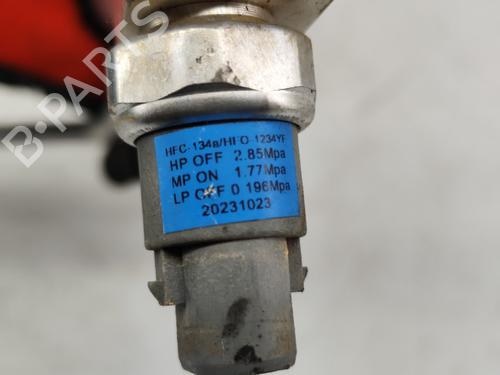 HFC-134a/HFO-1234YF
HP OFF 2.85Mpa
MP ON 1.77Mpa
LP OFF 0 196Mpa
20231023
B-PARTS